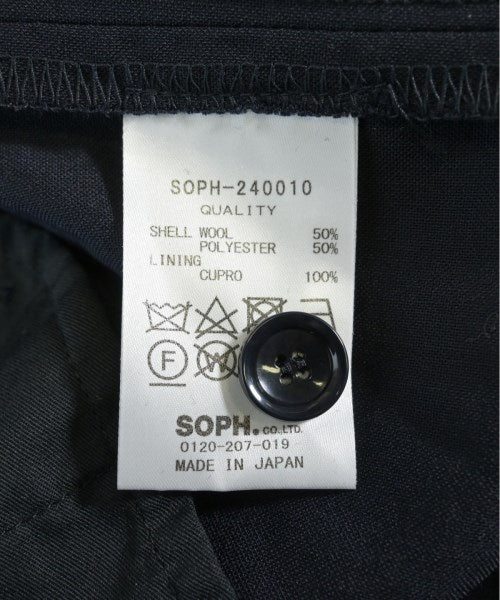 SOPH-240010
QUALITY
SHELL WOOL 50%
POLYESTER 50%
LINING
CUPRO 100%
F
W
SOPH. CO.,LTD.
0120-207-019
MADE IN JAPAN